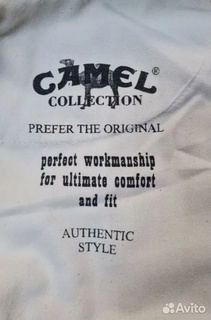 CAMEL®
COLLECTION
PREFER THE ORIGINAL
perfect workmanship
for ultimate comfort
and fit
AUTHENTIC
STYLE
Avito